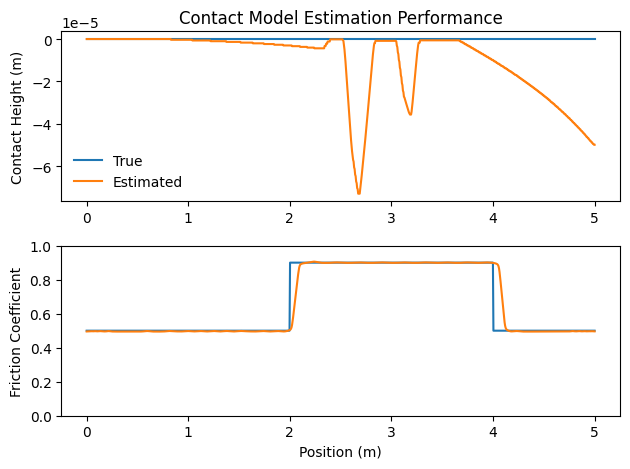 Contact Model Estimation Performance
1e−5
Contact Height (m)
0
−2
−4
−6
True
Estimated
0 1 2 3 4 5
Friction Coefficient
1.0
0.8
0.6
0.4
0.2
0.0
0 1 2 3 4 5
Position (m)